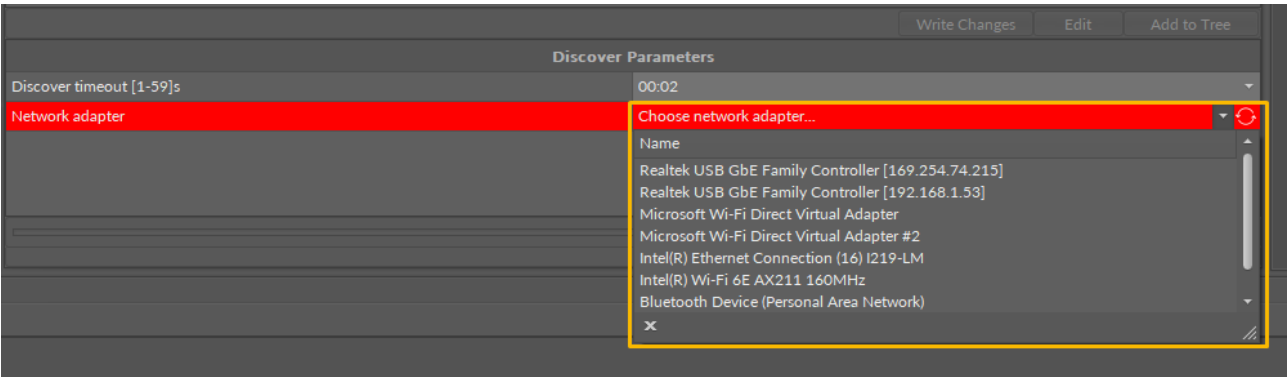 Write Changes Edit Add to Tree
Discover Parameters
Discover timeout [1-59]s 00:02
Network adapter Choose network adapter...
Name
Realtek USB GbE Family Controller [169.254.74.215]
Realtek USB GbE Family Controller [192.168.1.53]
Microsoft Wi-Fi Direct Virtual Adapter
Microsoft Wi-Fi Direct Virtual Adapter #2
Intel(R) Ethernet Connection (16) I219-LM
Intel(R) Wi-Fi 6E AX211 160MHz
Bluetooth Device (Personal Area Network)